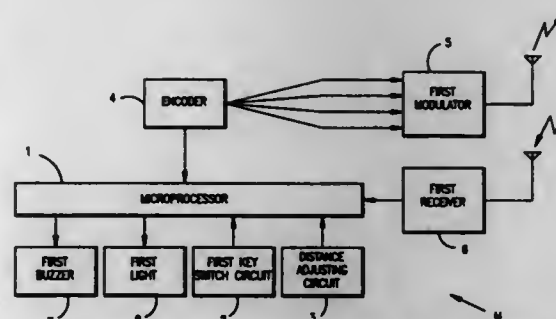 5
4
ENCODER
FIRST
MODULATOR
1
MICROPROCESSOR
FIRST
RECEIVER
6
FIRST
BUZZER
FIRST
LIGHT
FIRST KEY
SWITCH CIRCUIT
DISTANCE
ADJUSTING
CIRCUIT
3
M